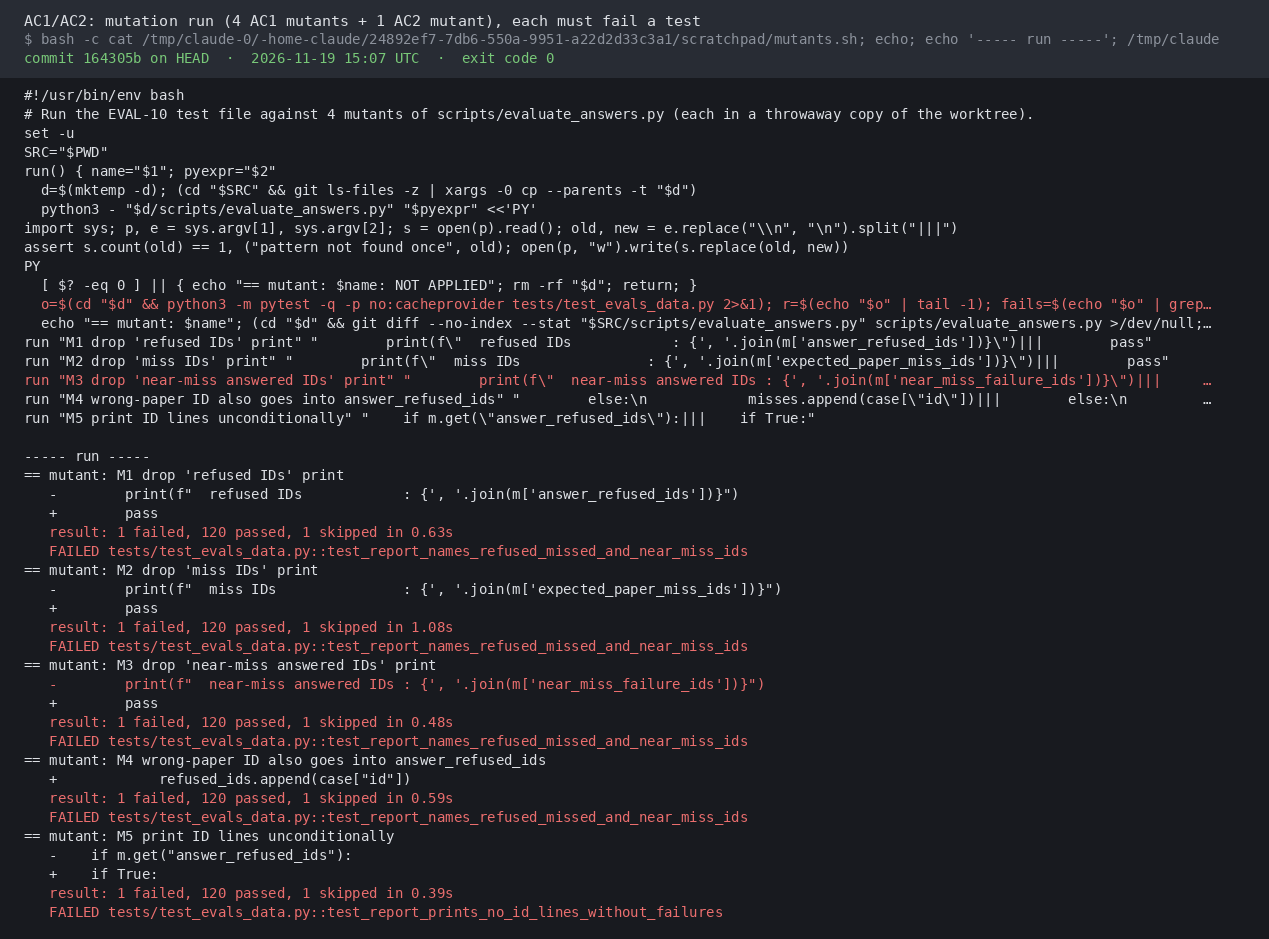 AC1/AC2: mutation run (4 AC1 mutants + 1 AC2 mutant), each must fail a test
$ bash -c cat /tmp/claude-0/-home-claude/24892ef7-7db6-550a-9951-a22d2d33c3a1/scratchpad/mutants.sh; echo; echo '----- run -----'; /tmp/claude
commit 164305b on HEAD  ·  2026-11-19 15:07 UTC  ·  exit code 0
#!/usr/bin/env bash
# Run the EVAL-10 test file against 4 mutants of scripts/evaluate_answers.py (each in a throwaway copy of the worktree).
set -u
SRC="$PWD"
run() { name="$1"; pyexpr="$2"
  d=$(mktemp -d); (cd "$SRC" && git ls-files -z | xargs -0 cp --parents -t "$d")
  python3 - "$d/scripts/evaluate_answers.py" "$pyexpr" <<'PY'
import sys; p, e = sys.argv[1], sys.argv[2]; s = open(p).read(); old, new = e.replace("\\n", "\n").split("|||")
assert s.count(old) == 1, ("pattern not found once", old); open(p, "w").write(s.replace(old, new))
PY
  [ $? -eq 0 ] || { echo "== mutant: $name: NOT APPLIED"; rm -rf "$d"; return; }
  o=$(cd "$d" && python3 -m pytest -q -p no:cacheprovider tests/test_evals_data.py 2>&1); r=$(echo "$o" | tail -1); fails=$(echo "$o" | grep…
  echo "== mutant: $name"; (cd "$d" && git diff --no-index --stat "$SRC/scripts/evaluate_answers.py" scripts/evaluate_answers.py >/dev/null;…
run "M1 drop 'refused IDs' print" "        print(f\"  refused IDs            : {', '.join(m['answer_refused_ids'])}\")|||        pass"
run "M2 drop 'miss IDs' print" "        print(f\"  miss IDs               : {', '.join(m['expected_paper_miss_ids'])}\")|||        pass"
run "M3 drop 'near-miss answered IDs' print" "        print(f\"  near-miss answered IDs : {', '.join(m['near_miss_failure_ids'])}\")|||     …
run "M4 wrong-paper ID also goes into answer_refused_ids" "        else:\n            misses.append(case[\"id\"])|||        else:\n         …
run "M5 print ID lines unconditionally" "    if m.get(\"answer_refused_ids\"):|||    if True:"
----- run -----
== mutant: M1 drop 'refused IDs' print
   -        print(f"  refused IDs            : {', '.join(m['answer_refused_ids'])}")
   +        pass
   result: 1 failed, 120 passed, 1 skipped in 0.63s
   FAILED tests/test_evals_data.py::test_report_names_refused_missed_and_near_miss_ids
== mutant: M2 drop 'miss IDs' print
   -        print(f"  miss IDs               : {', '.join(m['expected_paper_miss_ids'])}")
   +        pass
   result: 1 failed, 120 passed, 1 skipped in 1.08s
   FAILED tests/test_evals_data.py::test_report_names_refused_missed_and_near_miss_ids
== mutant: M3 drop 'near-miss answered IDs' print
   -        print(f"  near-miss answered IDs : {', '.join(m['near_miss_failure_ids'])}")
   +        pass
   result: 1 failed, 120 passed, 1 skipped in 0.48s
   FAILED tests/test_evals_data.py::test_report_names_refused_missed_and_near_miss_ids
== mutant: M4 wrong-paper ID also goes into answer_refused_ids
   +            refused_ids.append(case["id"])
   result: 1 failed, 120 passed, 1 skipped in 0.59s
   FAILED tests/test_evals_data.py::test_report_names_refused_missed_and_near_miss_ids
== mutant: M5 print ID lines unconditionally
   -    if m.get("answer_refused_ids"):
   +    if True:
   result: 1 failed, 120 passed, 1 skipped in 0.39s
   FAILED tests/test_evals_data.py::test_report_prints_no_id_lines_without_failures